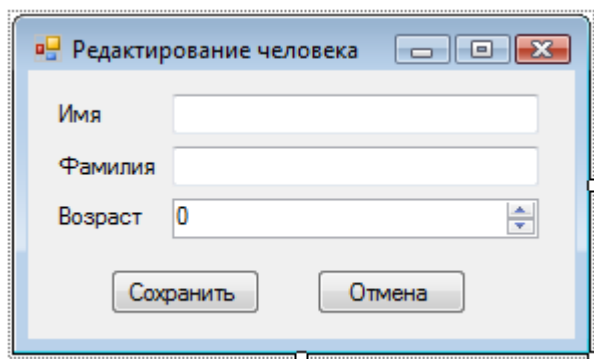 Редактирование человека
Имя
Фамилия
Возраст 0
Сохранить Отмена